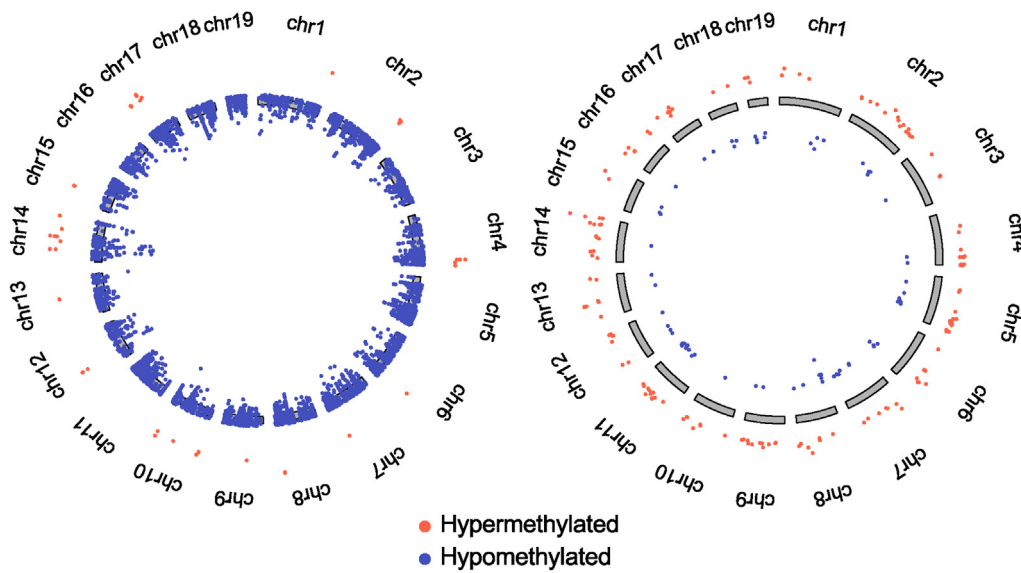 chr1
chr2
chr3
chr4
chr5
chr6
chr7
chr8
chr9
chr10
chr11
chr12
chr13
chr14
chr15
chr16
chr17
chr18
chr19
chr1
chr2
chr3
chr4
chr5
chr6
chr7
chr8
chr9
chr10
chr11
chr12
chr13
chr14
chr15
chr16
chr17
chr18
chr19
Hypermethylated
Hypomethylated